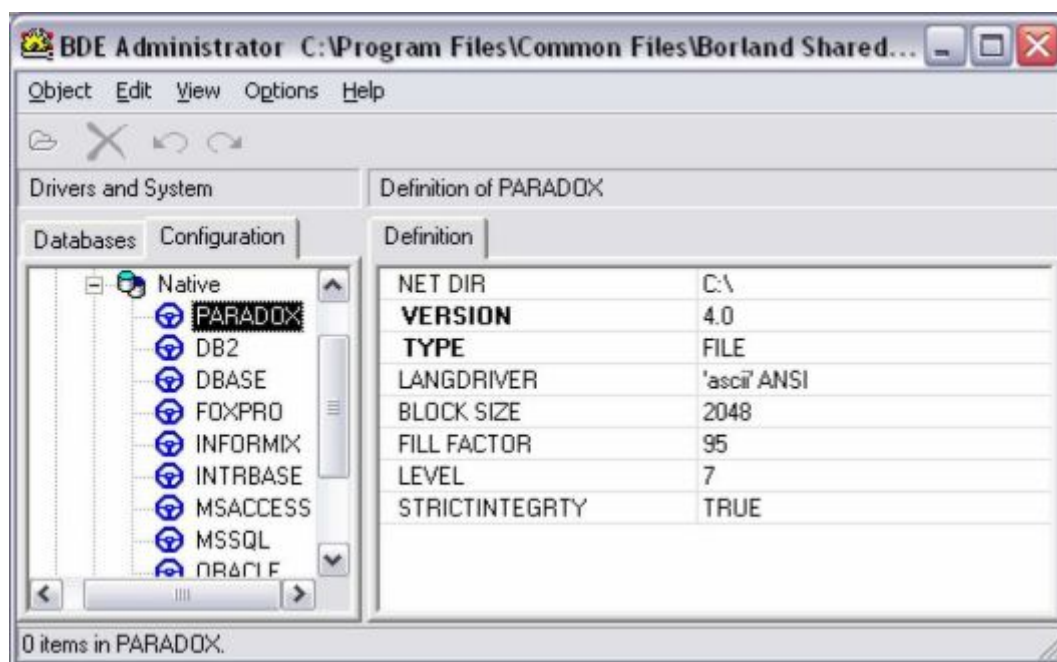 BDE Administrator C:\Program Files\Common Files\Borland Shared...
Object Edit View Options Help
Drivers and System
Definition of PARADOX
Databases Configuration
Definition
Native
PARADOX
DB2
DBASE
FOXPRO
INFORMIX
INTRBASE
MSACCESS
MSSQL
ORACLE
NET DIR C:\
VERSION 4.0
TYPE FILE
LANGDRIVER 'ascii' ANSI
BLOCK SIZE 2048
FILL FACTOR 95
LEVEL 7
STRICTINTEGRTY TRUE
0 items in PARADOX.